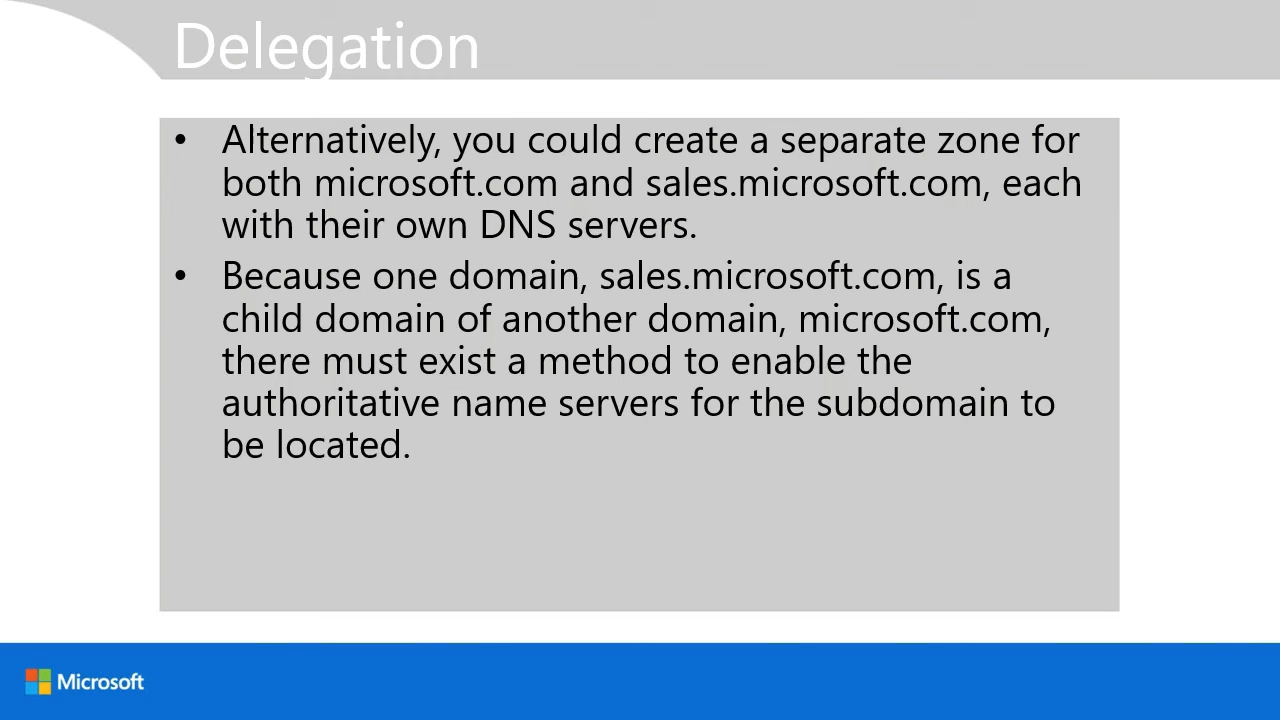 Delegation
• Alternatively, you could create a separate zone for
both microsoft.com and sales.microsoft.com, each
with their own DNS servers.
• Because one domain, sales.microsoft.com, is a
child domain of another domain, microsoft.com,
there must exist a method to enable the
authoritative name servers for the subdomain to
be located.
Microsoft